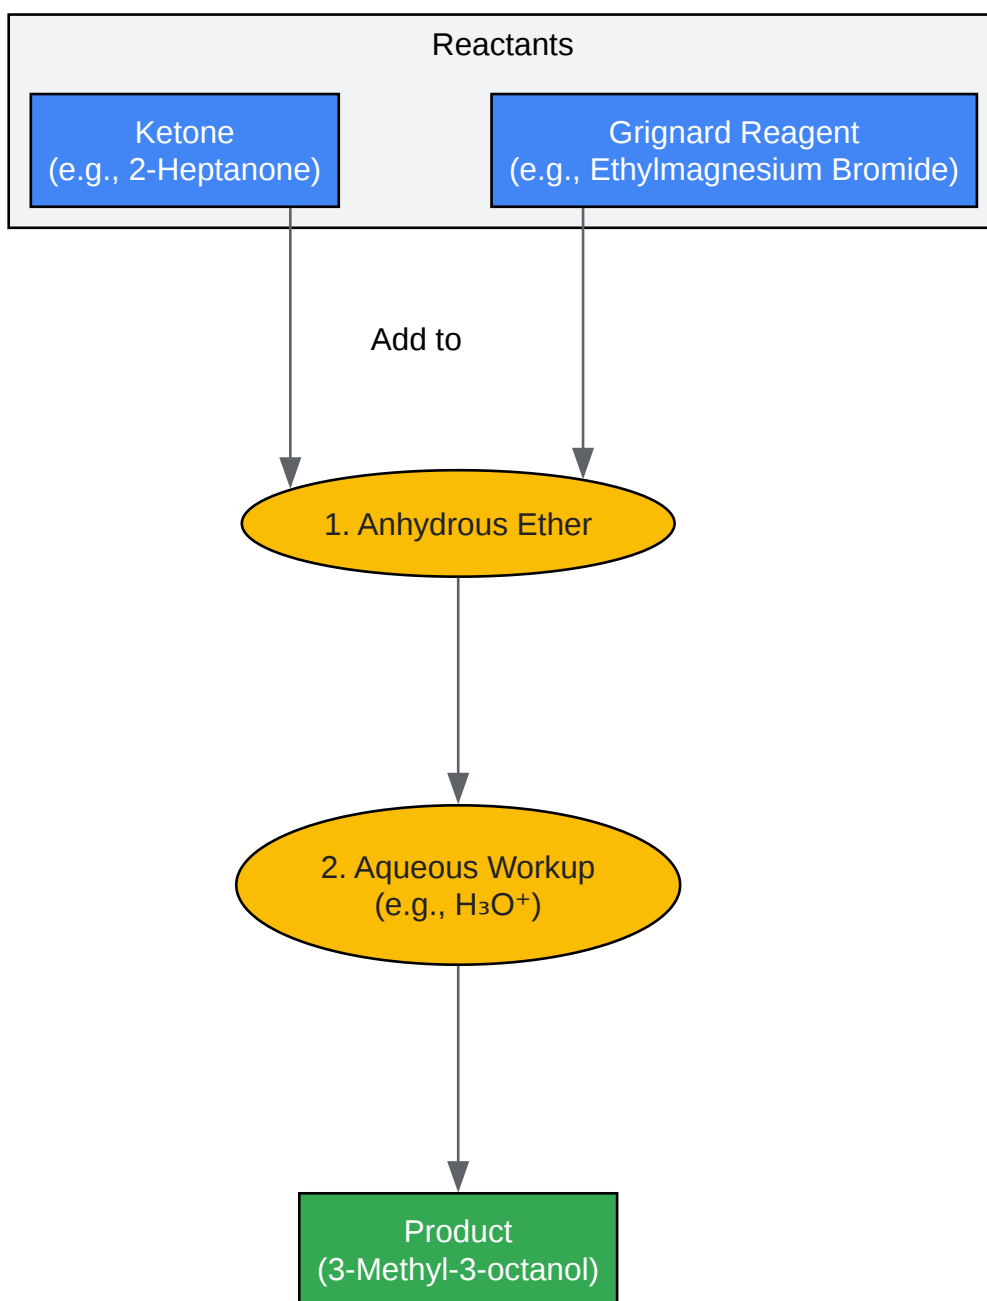 Reactants
Ketone
(e.g., 2-Heptanone)
Grignard Reagent
(e.g., Ethylmagnesium Bromide)
Add to
1. Anhydrous Ether
2. Aqueous Workup
(e.g., H₃O⁺)
Product
(3-Methyl-3-octanol)